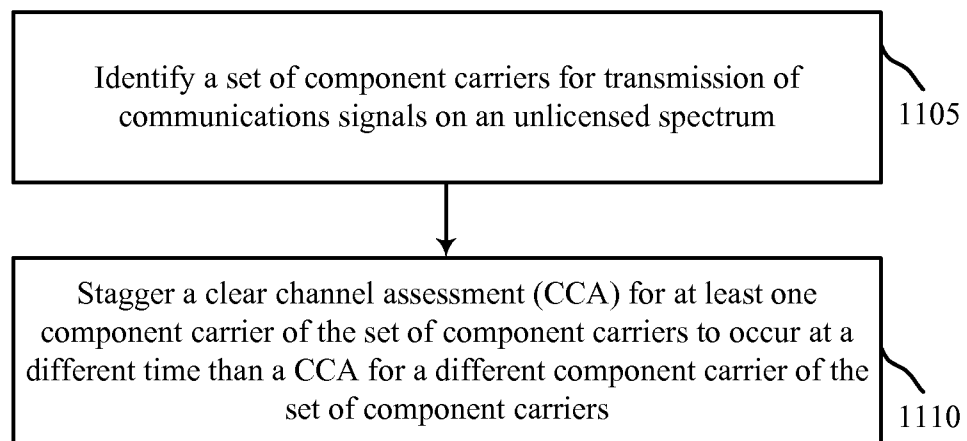 Identify a set of component carriers for transmission of
communications signals on an unlicensed spectrum
1105
Stagger a clear channel assessment (CCA) for at least one
component carrier of the set of component carriers to occur at a
different time than a CCA for a different component carrier of the
set of component carriers
1110